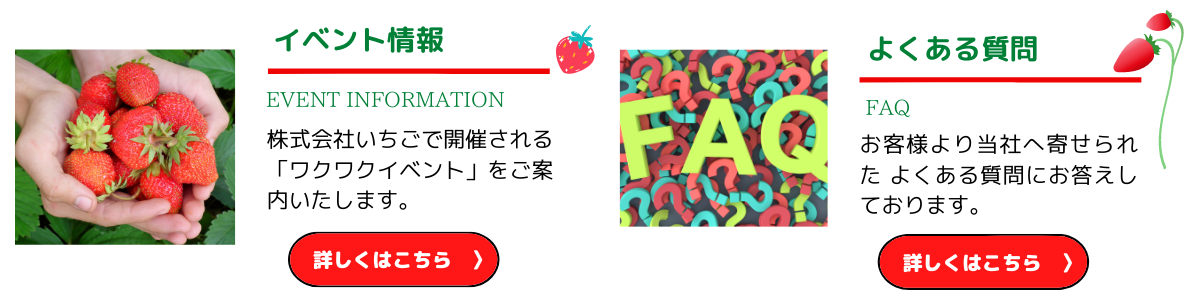 イベント情報
EVENT INFORMATION
株式会社いちごで開催される
「ワクワクイベント」をご案
内いたします。
詳しくはこちら 〉
FAQ
よくある質問
FAQ
お客様より当社へ寄せられ
た よくある質問にお答えし
ております。
詳しくはこちら 〉